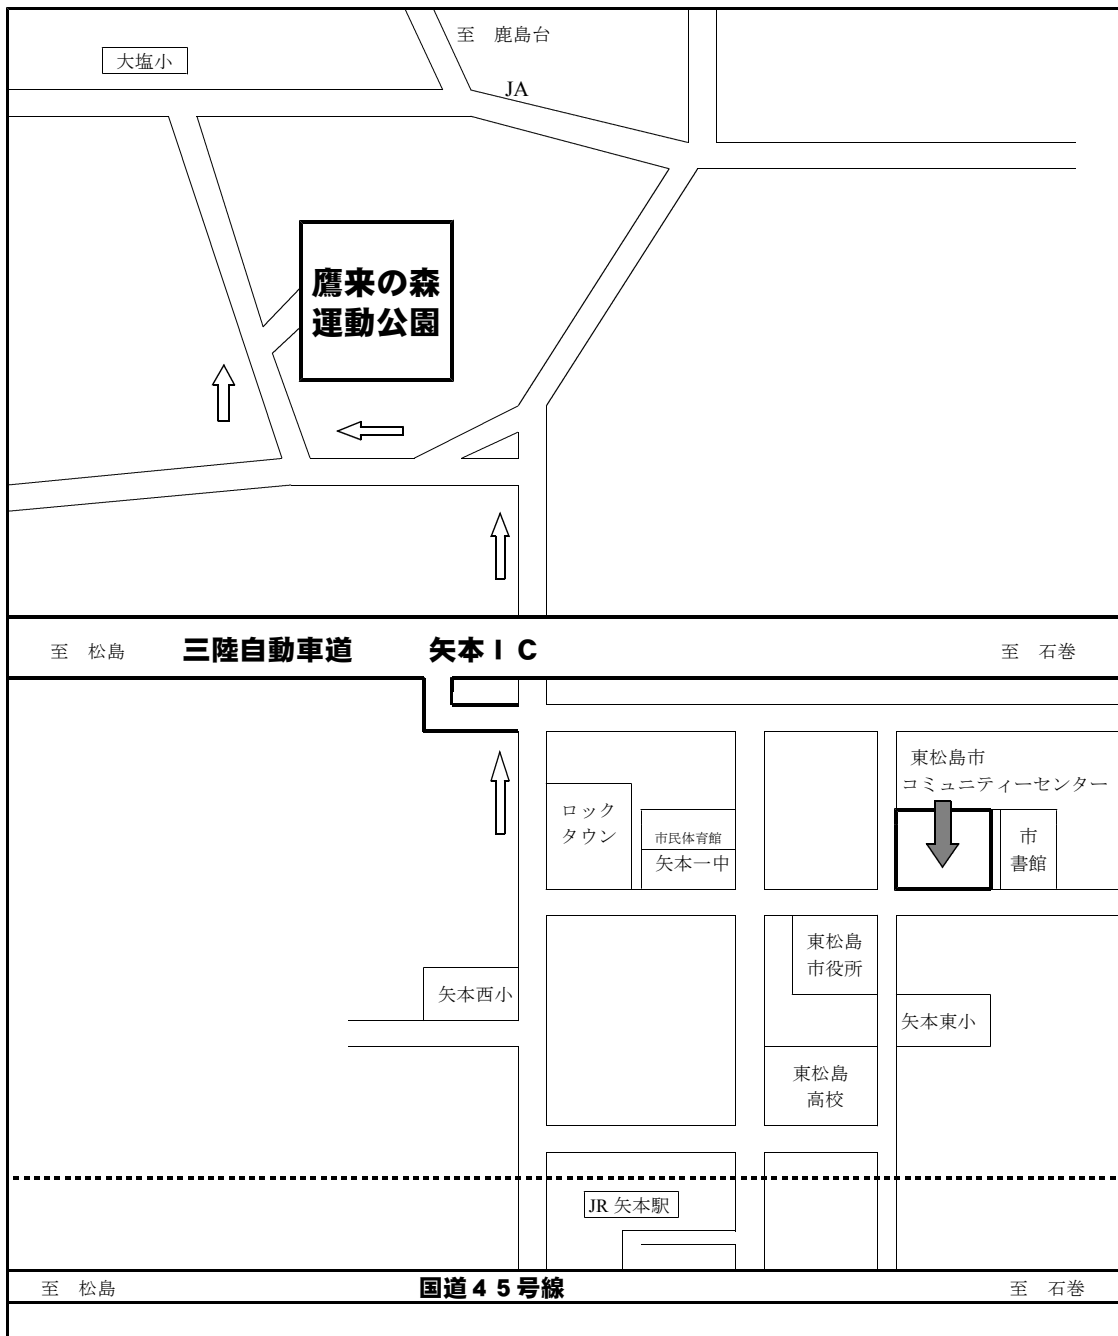 至　鹿島台
大塩小
JA
鷹来の森
運動公園
至　松島
三陸自動車道
矢本ＩＣ
至　石巻
東松島市
コミュニティーセンター
ロック
タウン
市民体育館
矢本一中
市
書館
東松島
市役所
矢本西小
矢本東小
東松島
高校
JR 矢本駅
至　松島
国道４５号線
至　石巻